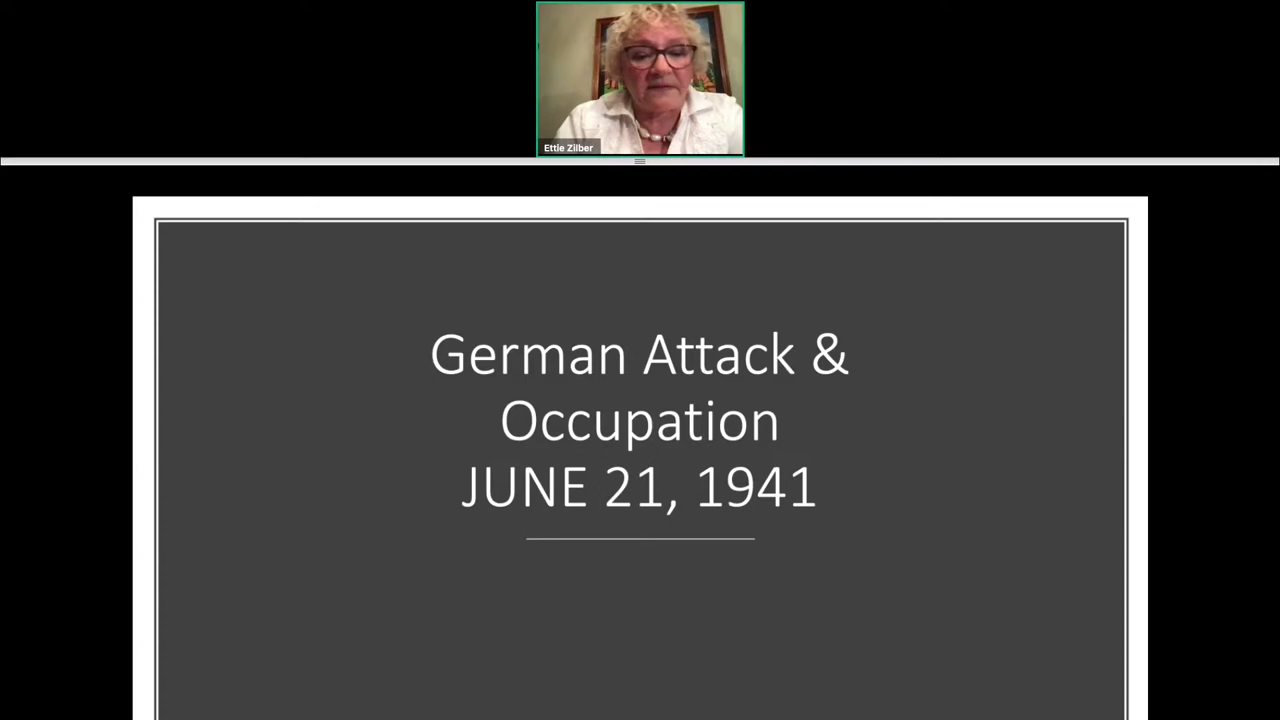 Ettie Zilber
German Attack &
Occupation
JUNE 21, 1941